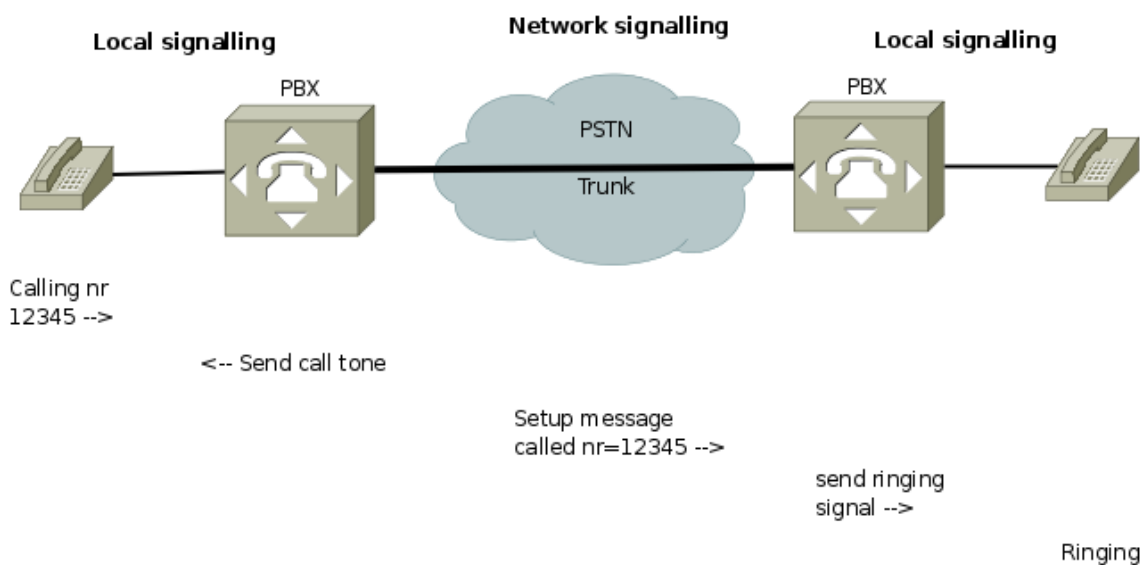 Network signalling
Local signalling
Local signalling
PBX
PBX
PSTN
Trunk
Calling nr
12345 -->
<-- Send call tone
Setup message
called nr=12345 -->
send ringing
signal -->
Ringing